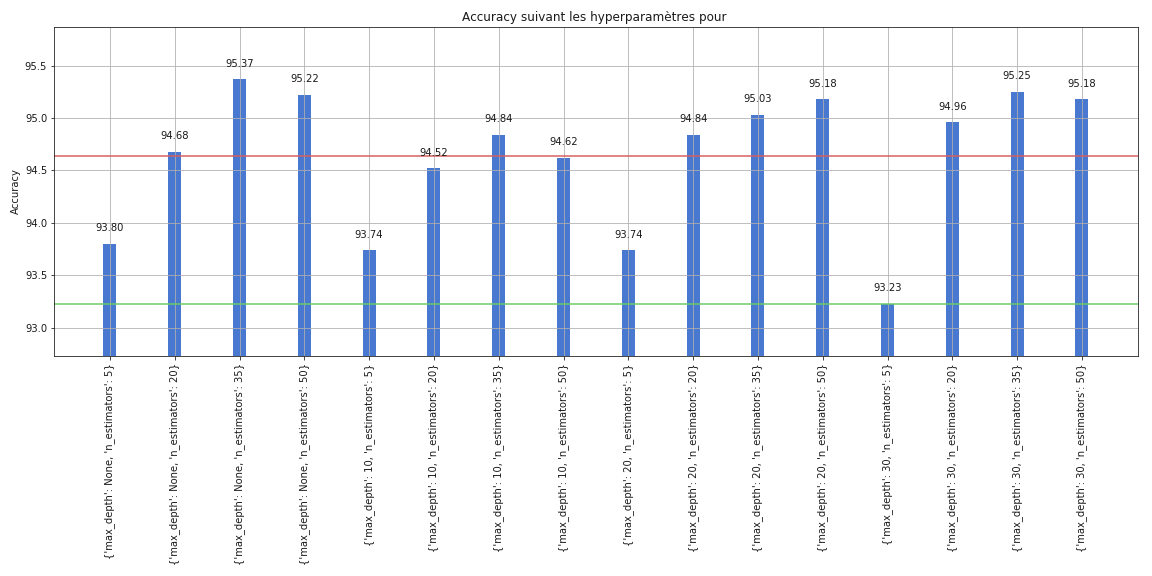 Accuracy suivant les hyperparamètres pour
95.5
95.0
94.5
94.0
93.5
93.0
Accuracy
93.80
94.68
95.37
95.22
93.74
94.52
94.84
94.62
93.74
94.84
95.03
95.18
93.23
94.96
95.25
95.18
{'max_depth': None, 'n_estimators': 5}
{'max_depth': None, 'n_estimators': 20}
{'max_depth': None, 'n_estimators': 35}
{'max_depth': None, 'n_estimators': 50}
{'max_depth': 10, 'n_estimators': 5}
{'max_depth': 10, 'n_estimators': 20}
{'max_depth': 10, 'n_estimators': 35}
{'max_depth': 10, 'n_estimators': 50}
{'max_depth': 20, 'n_estimators': 5}
{'max_depth': 20, 'n_estimators': 20}
{'max_depth': 20, 'n_estimators': 35}
{'max_depth': 20, 'n_estimators': 50}
{'max_depth': 30, 'n_estimators': 5}
{'max_depth': 30, 'n_estimators': 20}
{'max_depth': 30, 'n_estimators': 35}
{'max_depth': 30, 'n_estimators': 50}